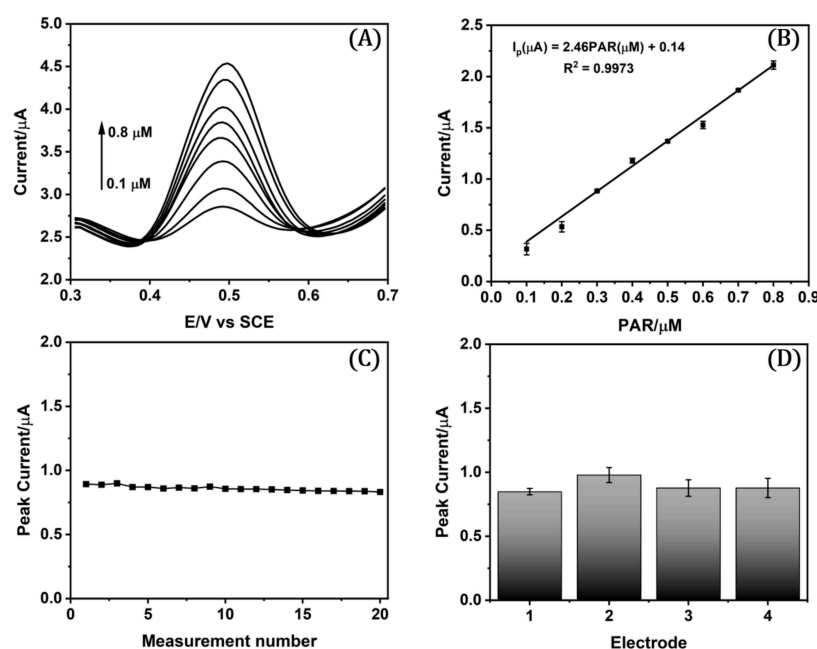 (A)
Current/µA
5.0
4.5
4.0
3.5
3.0
2.5
2.0
0.8 µM
0.1 µM
0.3 0.4 0.5 0.6 0.7
E/V vs SCE
(B)
Iₚ(µA) = 2.46PAR(µM) + 0.14
R² = 0.9973
Current/µA
2.5
2.0
1.5
1.0
0.5
0.0
0.0 0.1 0.2 0.3 0.4 0.5 0.6 0.7 0.8 0.9
PAR/µM
(C)
Peak Current/µA
2.0
1.5
1.0
0.5
0.0
0 5 10 15 20
Measurement number
(D)
Peak Current/µA
2.0
1.5
1.0
0.5
0.0
1 2 3 4
Electrode